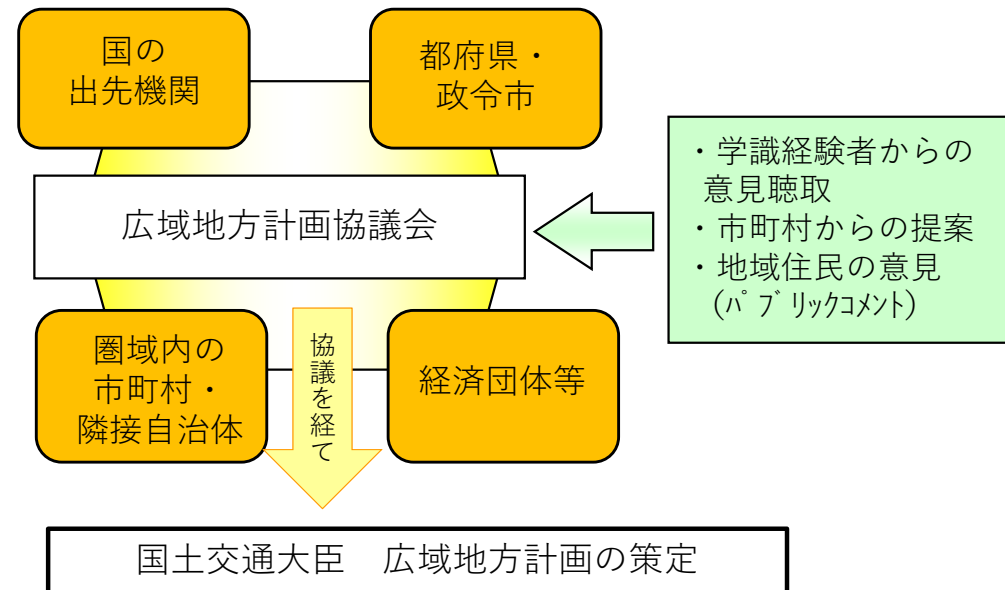 国の
出先機関
都府県・
政令市
広域地方計画協議会
・学識経験者からの
意見聴取
・市町村からの提案
・地域住民の意見
(ﾊﾟﾌﾞﾘｯｸｺﾒﾝﾄ)
圏域内の
市町村・
隣接自治体
協議を経て
経済団体等
国土交通大臣　広域地方計画の策定